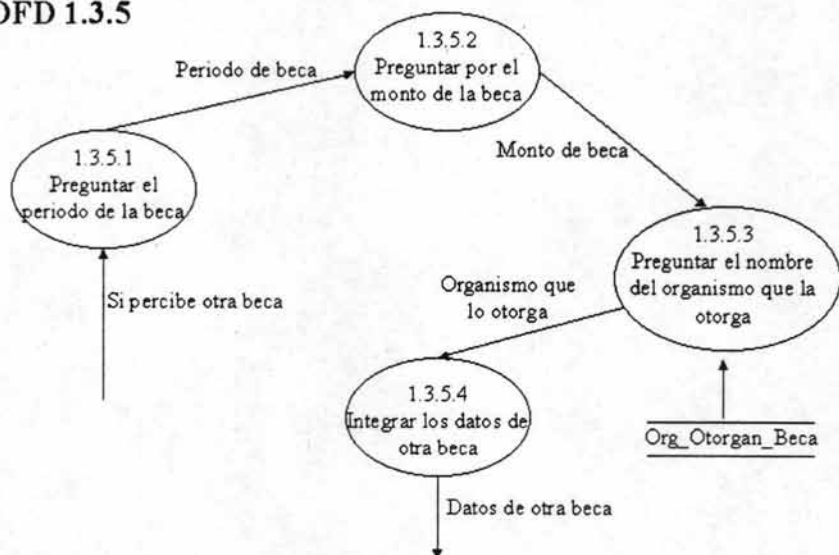 DFD 1.3.5
1.3.5.2
Preguntar por el
monto de la beca
Periodo de beca
Monto de beca
1.3.5.1
Preguntar el
periodo de la beca
1.3.5.3
Preguntar el nombre
del organismo que la
otorga
Si percibe otra beca
Organismo que
lo otorga
1.3.5.4
Integrar los datos de
otra beca
Org_Otorgan_Beca
Datos de otra beca